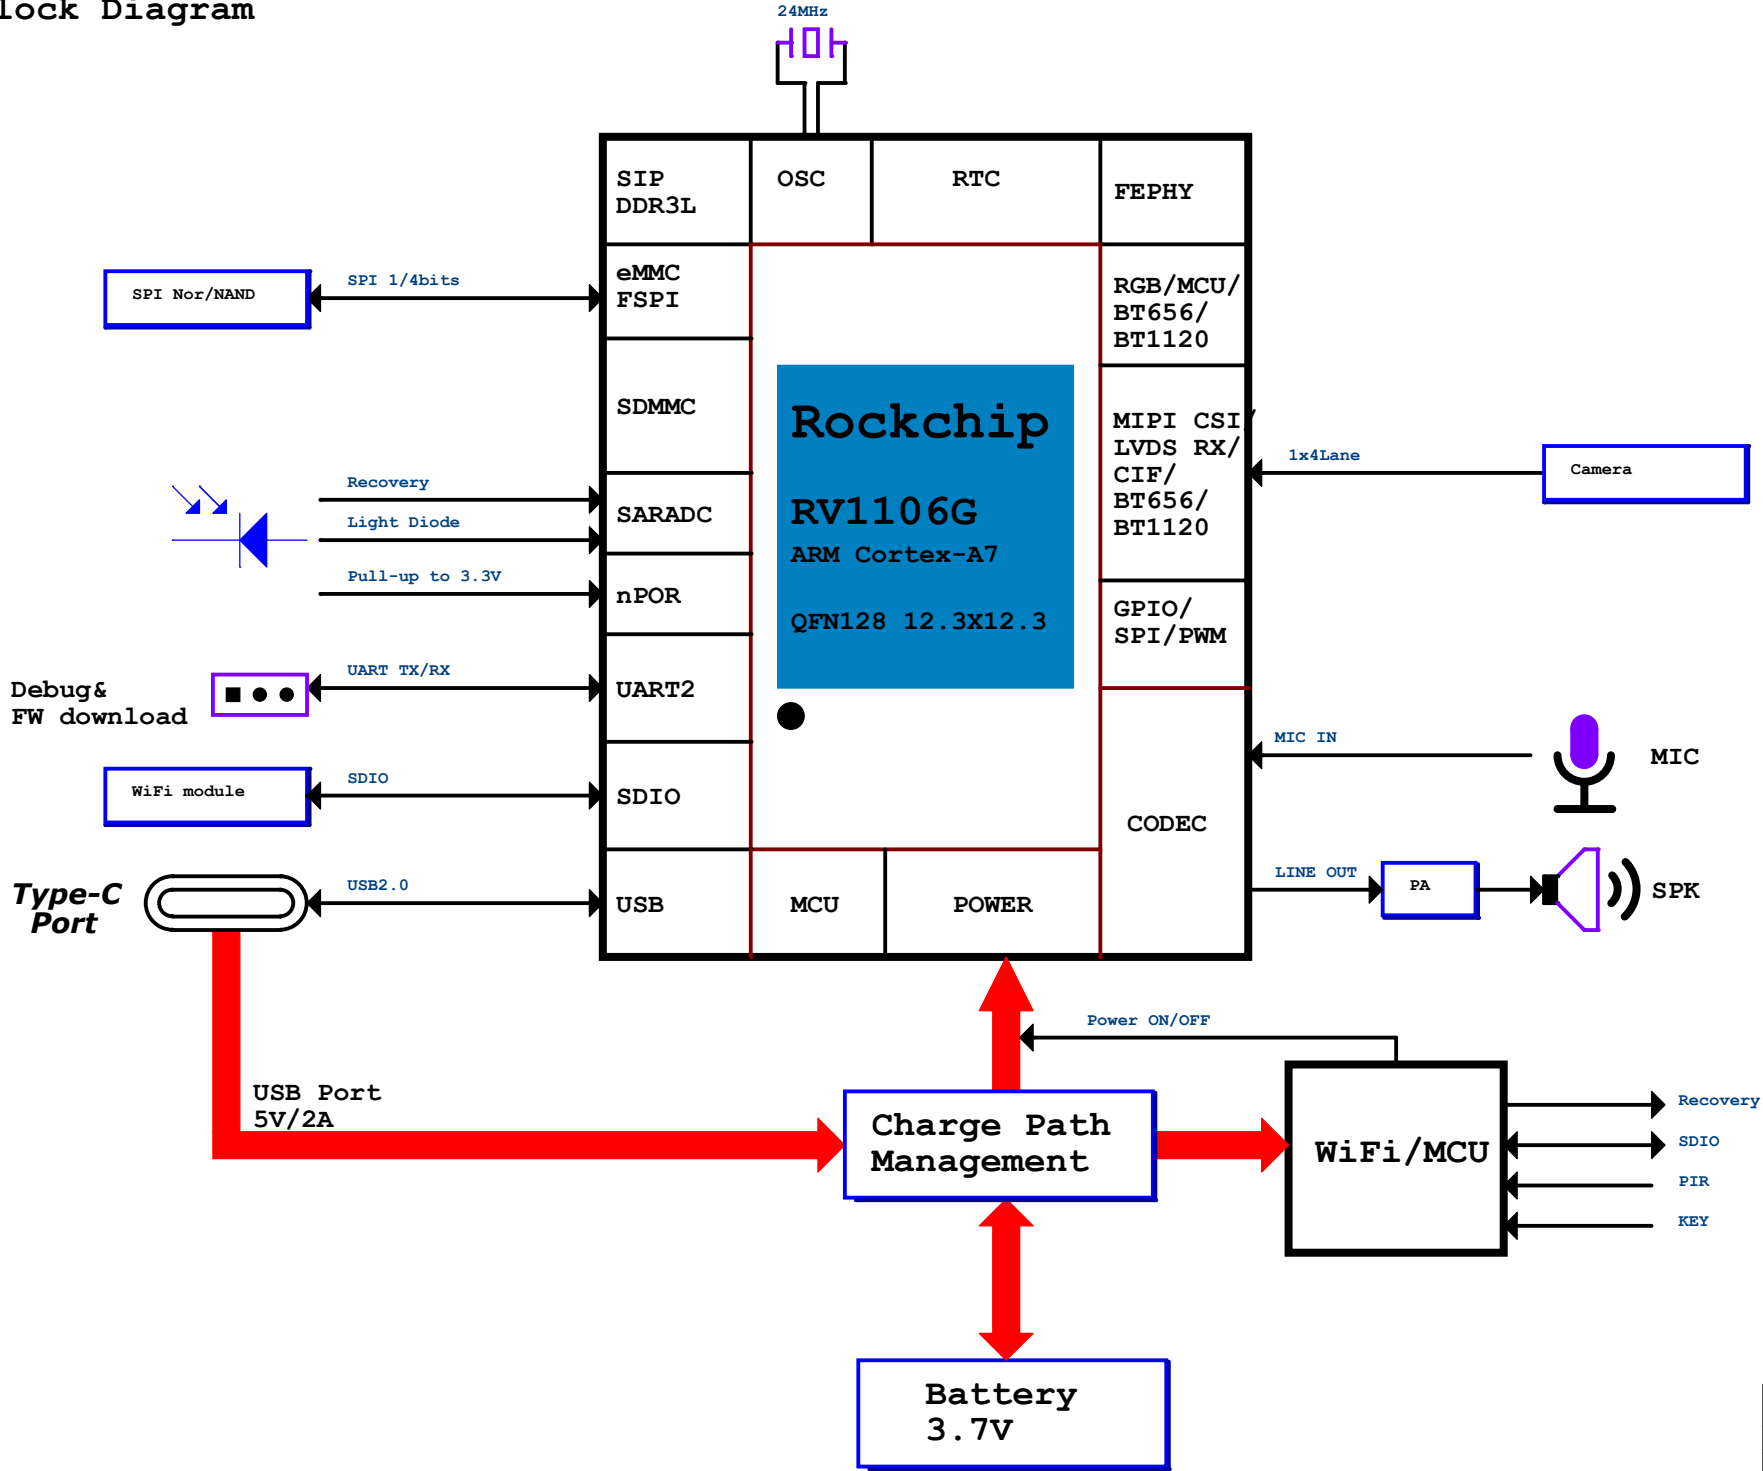 lock Diagram
24MHz
SIP
DDR3L
OSC
RTC
FEPHY
eMMC
FSPI
SPI Nor/NAND
SPI 1/4bits
RGB/MCU/
BT656/
BT1120
SDMMC
Rockchip
RV1106G
ARM Cortex-A7
QFN128 12.3X12.3
MIPI CSI/
LVDS RX/
CIF/
BT656/
BT1120
1x4Lane
Camera
Recovery
Light Diode
SARADC
Pull-up to 3.3V
nPOR
GPIO/
SPI/PWM
Debug&
FW download
UART TX/RX
UART2
MIC IN
MIC
WiFi module
SDIO
SDIO
CODEC
Type-C
Port
USB2.0
USB
MCU
POWER
LINE OUT
PA
SPK
Power ON/OFF
USB Port
5V/2A
Charge Path
Management
WiFi/MCU
Recovery
SDIO
PIR
KEY
Battery
3.7V